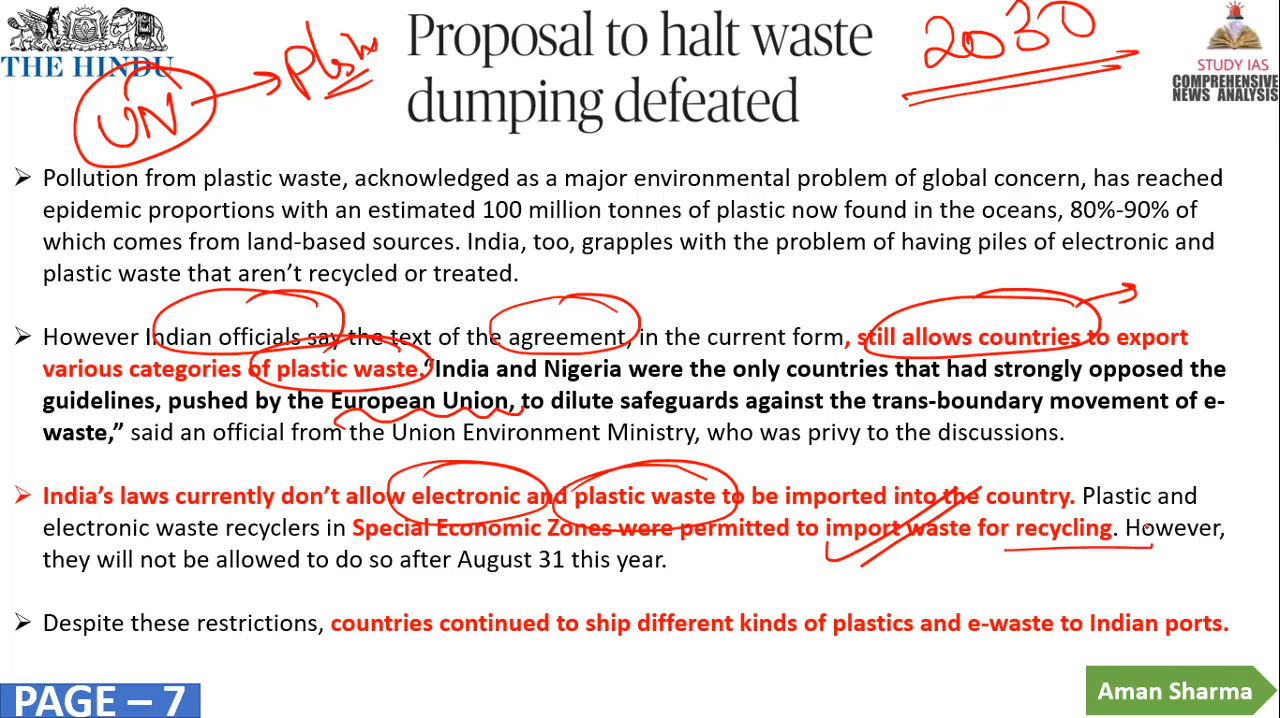 THE HINDU
UN
Plastic
Proposal to halt waste
dumping defeated
2030
STUDY IAS
COMPREHENSIVE
NEWS ANALYSIS
➢ Pollution from plastic waste, acknowledged as a major environmental problem of global concern, has reached
epidemic proportions with an estimated 100 million tonnes of plastic now found in the oceans, 80%-90% of
which comes from land-based sources. India, too, grapples with the problem of having piles of electronic and
plastic waste that aren’t recycled or treated.
➢ However Indian officials say the text of the agreement, in the current form, still allows countries to export
various categories of plastic waste.“India and Nigeria were the only countries that had strongly opposed the
guidelines, pushed by the European Union, to dilute safeguards against the trans-boundary movement of e-
waste,” said an official from the Union Environment Ministry, who was privy to the discussions.
➢ India’s laws currently don’t allow electronic and plastic waste to be imported into the country. Plastic and
electronic waste recyclers in Special Economic Zones were permitted to import waste for recycling. However,
they will not be allowed to do so after August 31 this year.
➢ Despite these restrictions, countries continued to ship different kinds of plastics and e-waste to Indian ports.
PAGE – 7
Aman Sharma